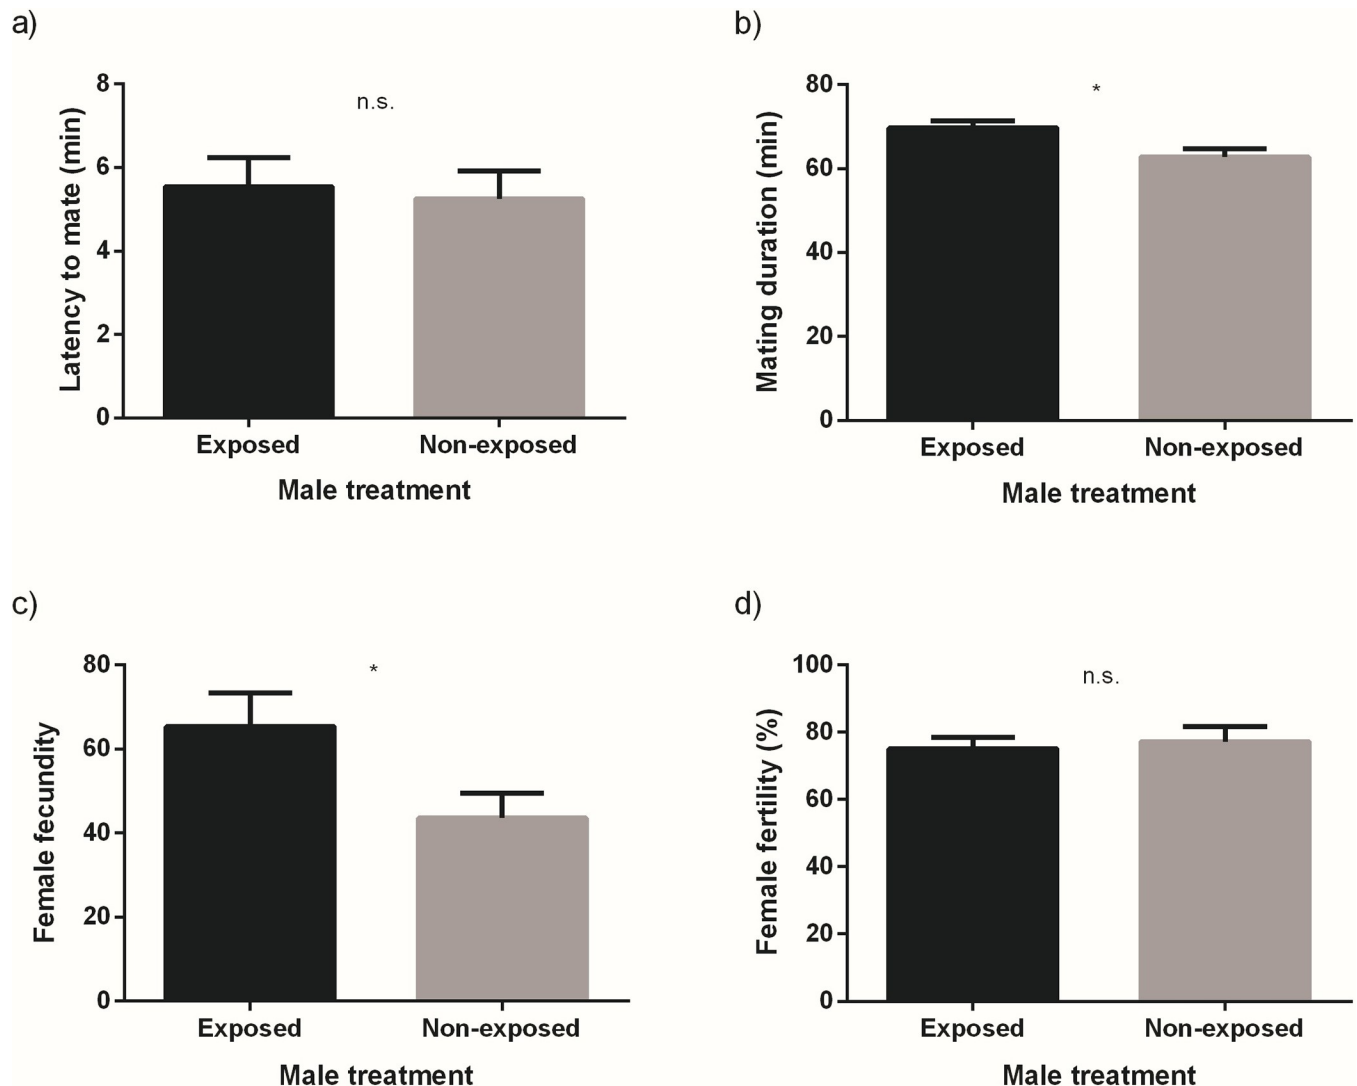 a)
n.s.
Latency to mate (min)
8
6
4
2
0
Exposed
Non-exposed
Male treatment
b)
*
Mating duration (min)
80
60
40
20
0
Exposed
Non-exposed
Male treatment
c)
*
Female fecundity
80
60
40
20
0
Exposed
Non-exposed
Male treatment
d)
n.s.
Female fertility (%)
100
80
60
40
20
0
Exposed
Non-exposed
Male treatment